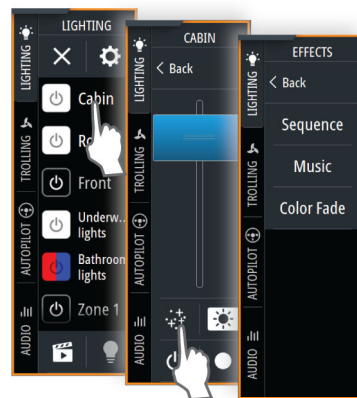 LIGHTING
LIGHTING
TROLLING
AUTOPILOT
AUDIO
Cabin
Front
Underw...
lights
Bathroom
lights
Zone 1
CABIN
LIGHTING
TROLLING
AUTOPILOT
AUDIO
< Back
EFFECTS
LIGHTING
TROLLING
AUTOPILOT
AUDIO
< Back
Sequence
Music
Color Fade